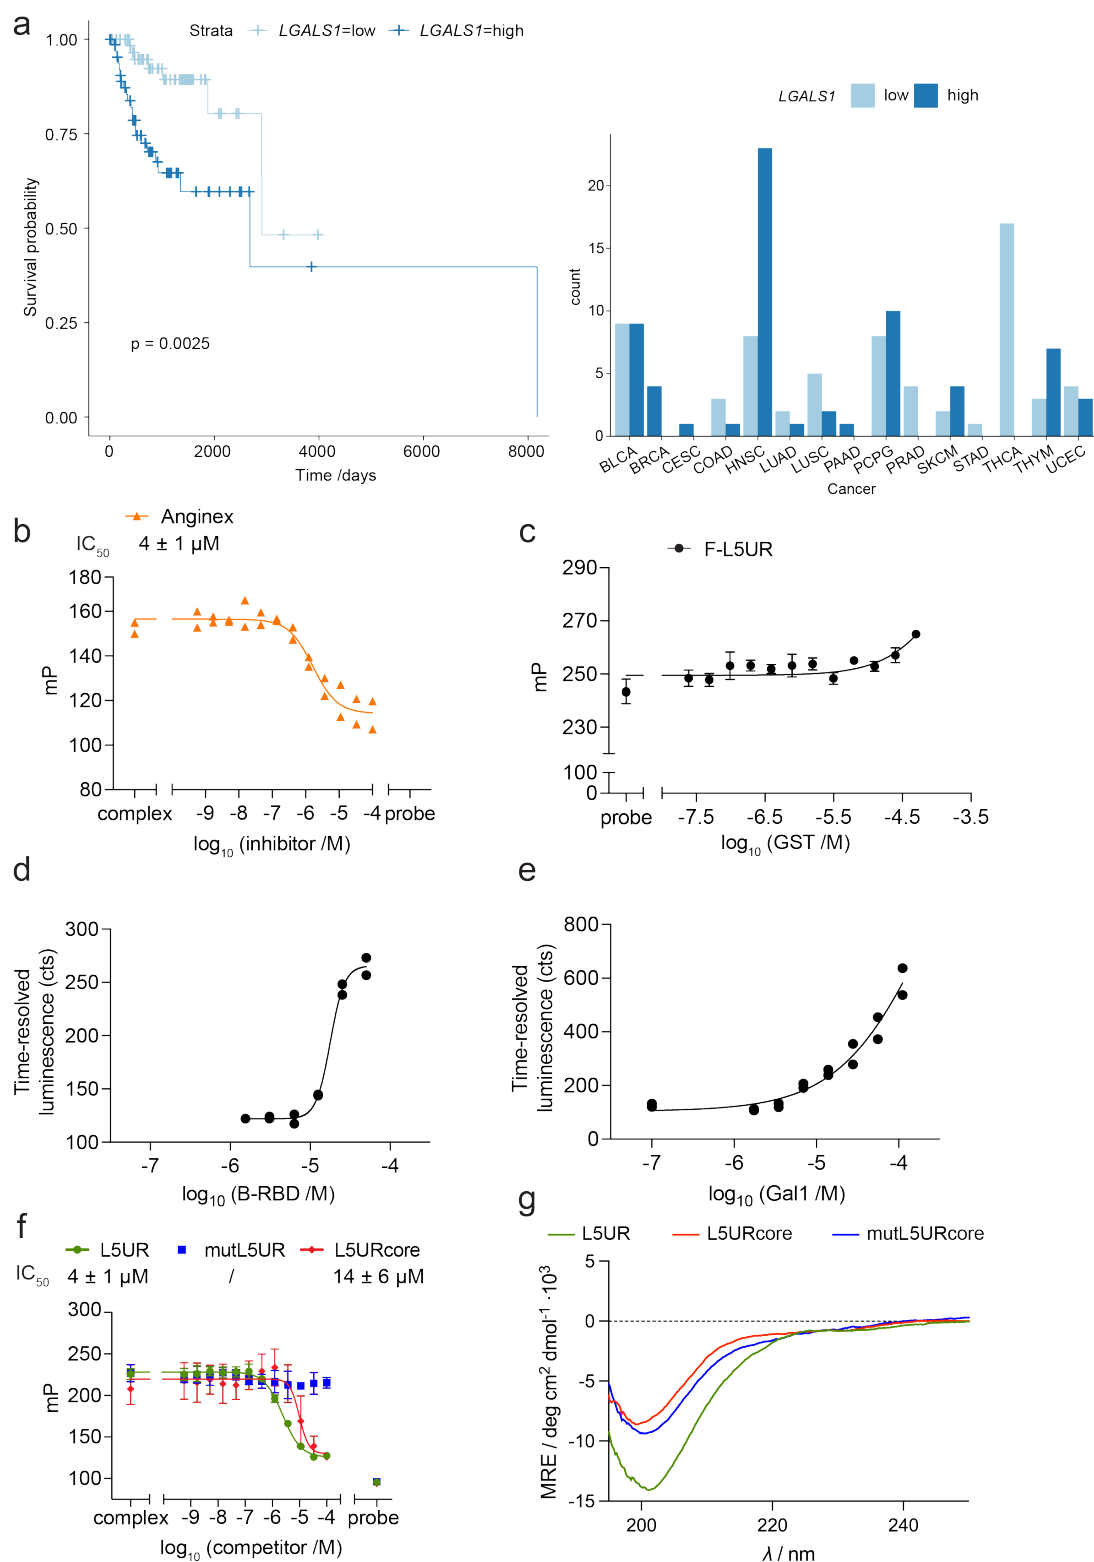 a
Strata LGALS1=low LGALS1=high
1.00
0.75
0.50
0.25
0.00
Survival probability
p = 0.0025
0 2000 4000 6000 8000
Time /days
LGALS1 low high
20
15
10
5
0
count
BLCA BRCA CESC COAD HNSC LUAD LUSC PAAD PCPG PRAD SKCM STAD THCA THYM UCEC
Cancer
b
Anginex
IC50 4 ± 1 µM
180
160
140
120
100
80
mP
complex -9 -8 -7 -6 -5 -4 probe
log10 (inhibitor /M)
c
F-L5UR
290
270
250
230
100
0
mP
probe -7.5 -6.5 -5.5 -4.5 -3.5
log10 (GST /M)
d
300
250
200
150
100
Time-resolved
luminescence (cts)
-7 -6 -5 -4
log10 (B-RBD /M)
e
800
600
400
200
0
Time-resolved
luminescence (cts)
-7 -6 -5 -4
log10 (Gal1 /M)
f
L5UR mutL5UR L5URcore
IC50 4 ± 1 µM / 14 ± 6 µM
300
250
200
150
100
mP
complex -9 -8 -7 -6 -5 -4 probe
log10 (competitor /M)
g
L5UR L5URcore mutL5URcore
5
0
-5
-10
-15
MRE / deg cm2 dmol-1 ·103
200 220 240
λ / nm